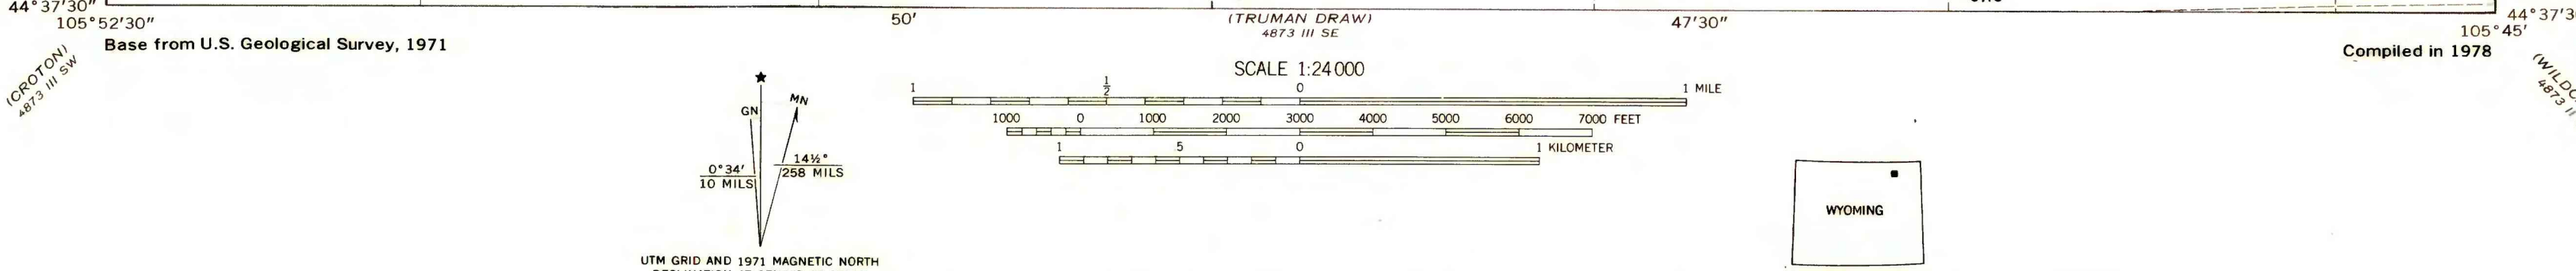 44°37'30"
105°52'30"
50'
(TRUMAN DRAW)
4873 III SE
47'30"
44°37'
105°45'
(CROTON)
4873 III SW
Base from U.S. Geological Survey, 1971
Compiled in 1978
SCALE 1:24 000
1 ½ 0 1 MILE
1000 0 1000 2000 3000 4000 5000 6000 7000 FEET
1 .5 0 1 KILOMETER
GN
MN
0°34'
10 MILS
14½°
258 MILS
WYOMING
UTM GRID AND 1971 MAGNETIC NORTH